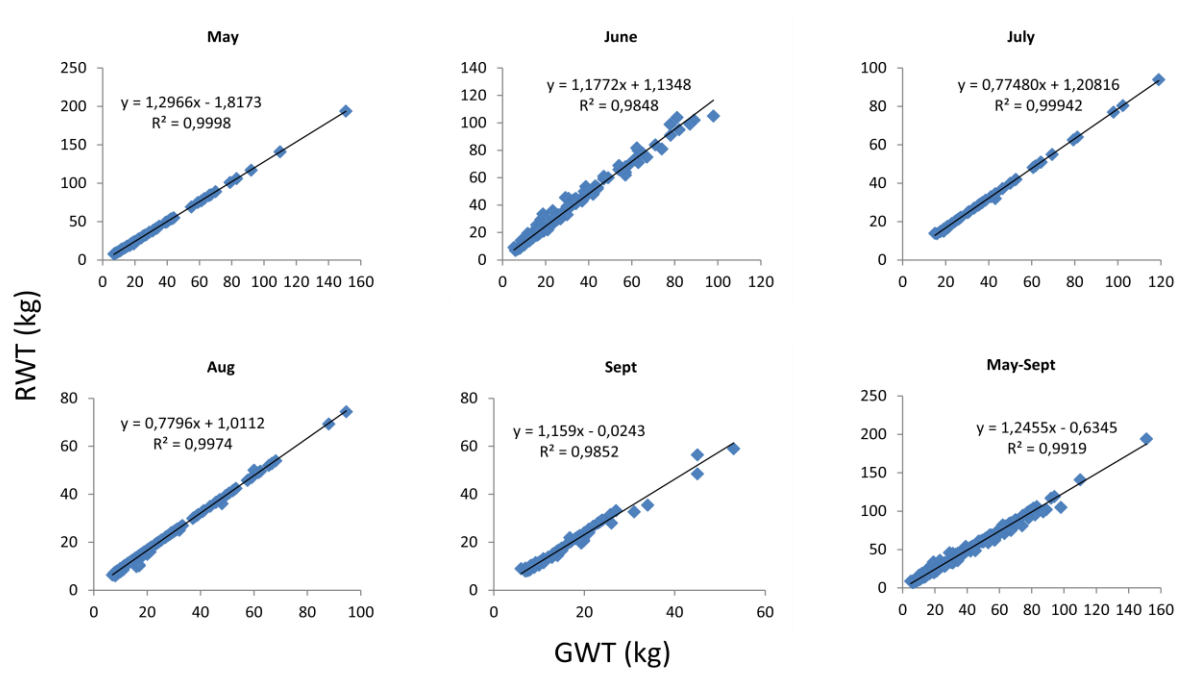 May
y = 1,2966x - 1,8173
R² = 0,9998
250
200
150
100
50
0
0 20 40 60 80 100 120 140 160
June
y = 1,1772x + 1,1348
R² = 0,9848
140
120
100
80
60
40
20
0
0 20 40 60 80 100 120
July
y = 0,77480x + 1,20816
R² = 0,99942
100
80
60
40
20
0
0 20 40 60 80 100 120
RWT (kg)
Aug
y = 0,7796x + 1,0112
R² = 0,9974
80
60
40
20
0
0 20 40 60 80 100
Sept
y = 1,159x - 0,0243
R² = 0,9852
80
60
40
20
0
0 20 40 60
May-Sept
y = 1,2455x - 0,6345
R² = 0,9919
250
200
150
100
50
0
0 20 40 60 80 100 120 140 160
GWT (kg)